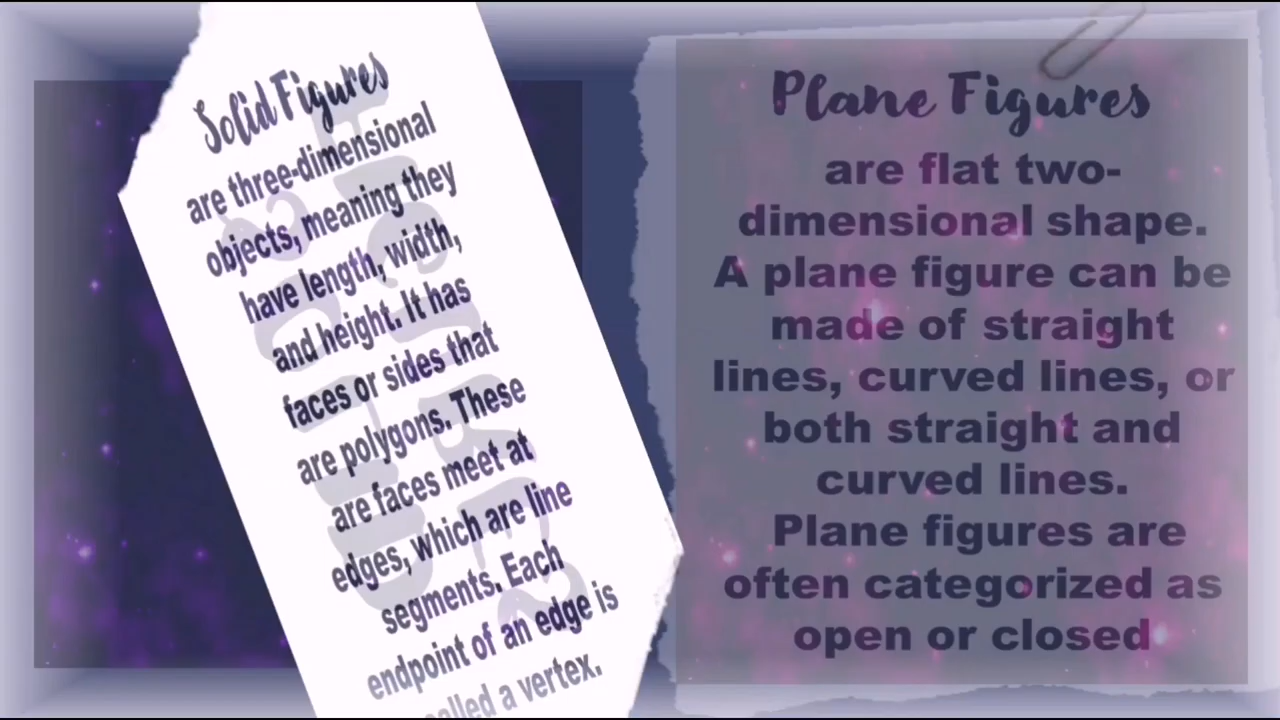 Solid Figures
are three-dimensional
objects, meaning they
have length, width,
and height. It has
faces or sides that
are polygons. These
are faces meet at
edges, which are line
segments. Each
endpoint of an edge is
called a vertex.
Plane Figures
are flat two-
dimensional shape.
A plane figure can be
made of straight
lines, curved lines, or
both straight and
curved lines.
Plane figures are
often categorized as
open or closed